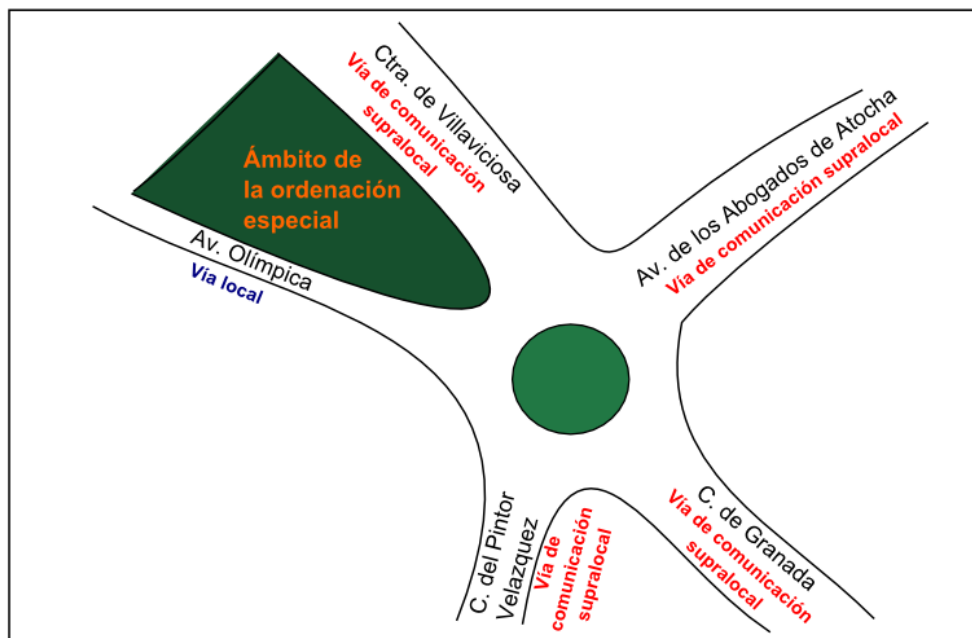 Ctra. de Villaviciosa
Vía de comunicación
supralocal
Av. de los Abogados de Atocha
Vía de comunicación supralocal
Ámbito de
la ordenación
especial
Av. Olímpica
Vía local
C. del Pintor
Velazquez
Vía de
comunicación
supralocal
C. de Granada
Vía de comunicación
supralocal